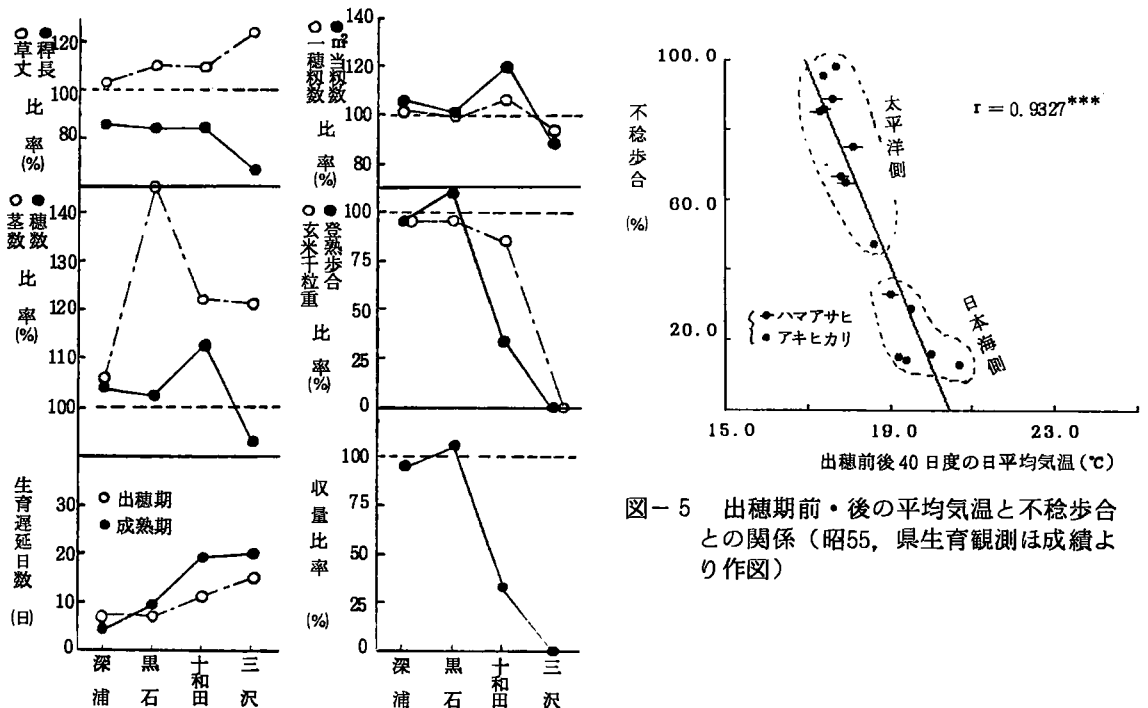 ○草丈
●稈長
比率(%)
120
100
80
○茎数
●穂数
比率(%)
140
130
120
110
100
生育遅延日数(日)
30
20
10
0
○ 出穂期
● 成熟期
深浦
黒石
十和田
三沢
○一穂籾数
●㎡当籾数
比率(%)
140
120
100
80
○玄米千粒重
●登熟歩合
比率(%)
100
75
50
25
0
収量比率(%)
100
75
50
25
0
深浦
黒石
十和田
三沢
不稔歩合(%)
100.0
60.0
20.0
太平洋側
r = 0.9327***
日本海側
ハマアサヒ
アキヒカリ
15.0 19.0 23.0
出穂前後40日度の日平均気温(℃)
図-5 出穂期前・後の平均気温と不稔歩合
との関係(昭55,県生育観測ほ成績よ
り作図)